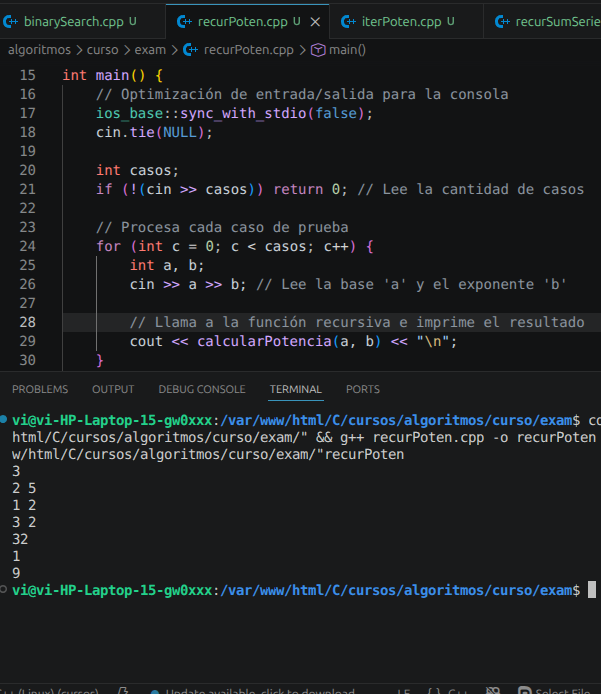 binarySearch.cpp U recurPoten.cpp U iterPoten.cpp U recurSumSerie
algoritmos > curso > exam > recurPoten.cpp > main()
15 int main() {
16 // Optimización de entrada/salida para la consola
17 ios_base::sync_with_stdio(false);
18 cin.tie(NULL);
19
20 int casos;
21 if (!(cin >> casos)) return 0; // Lee la cantidad de casos
22
23 // Procesa cada caso de prueba
24 for (int c = 0; c < casos; c++) {
25 int a, b;
26 cin >> a >> b; // Lee la base 'a' y el exponente 'b'
27
28 // Llama a la función recursiva e imprime el resultado
29 cout << calcularPotencia(a, b) << "\n";
30 }
PROBLEMS OUTPUT DEBUG CONSOLE TERMINAL PORTS
vi@vi-HP-Laptop-15-gw0xxx:/var/www/html/C/cursos/algoritmos/curso/exam$ cd
html/C/cursos/algoritmos/curso/exam/" && g++ recurPoten.cpp -o recurPoten
w/html/C/cursos/algoritmos/curso/exam/"recurPoten
3
2 5
1 2
3 2
32
1
9
vi@vi-HP-Laptop-15-gw0xxx:/var/www/html/C/cursos/algoritmos/curso/exam$
(Linux) (cursos) Update available, click to download LF {} C++ Select File